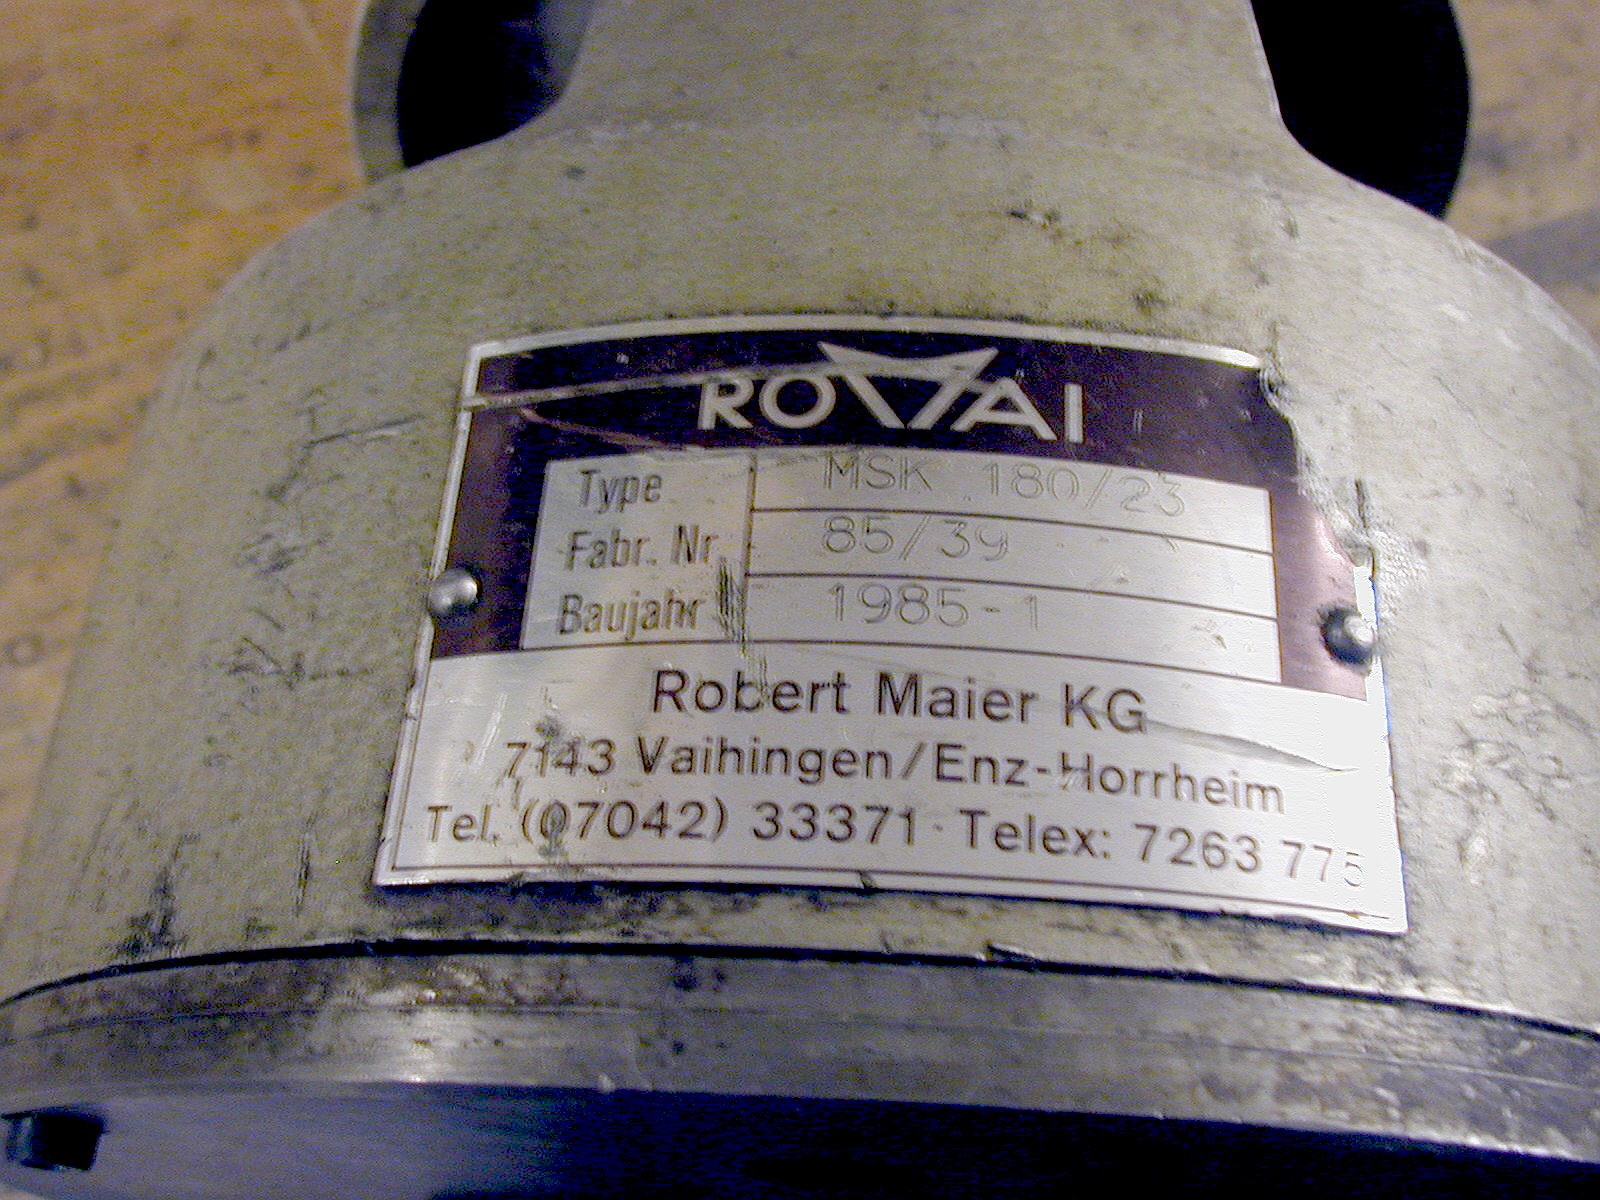 ROMAI
Type MSK 180/23
Fabr. Nr. 85/39
Baujahr 1985-1
Robert Maier KG
7143 Vaihingen/Enz-Horrheim
Tel. (07042) 33371 · Telex: 7263 775